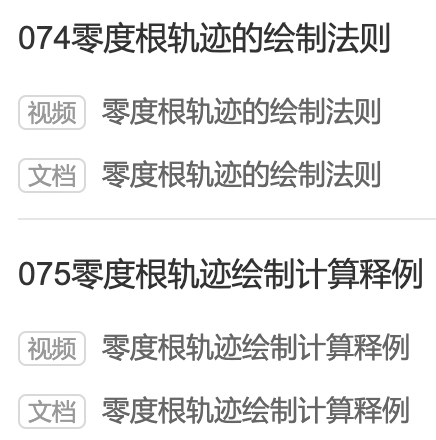 074零度根轨迹的绘制法则
视频 零度根轨迹的绘制法则
文档 零度根轨迹的绘制法则
075零度根轨迹绘制计算释例
视频 零度根轨迹绘制计算释例
文档 零度根轨迹绘制计算释例